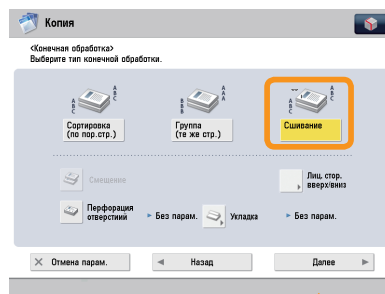 Копия
<Конечная обработка>
Выберите тип конечной обработки.
A B C
A B C
B B B
A A A
A B C
A B C
Сортировка
(по пор.стр.)
Группа
(те же стр.)
Сшивание
Смещение
Лиц. стор.
вверх/вниз
Перфорация
отверстиий
Без парам.
Укладка
Без парам.
Отмена парам.
Назад
Далее